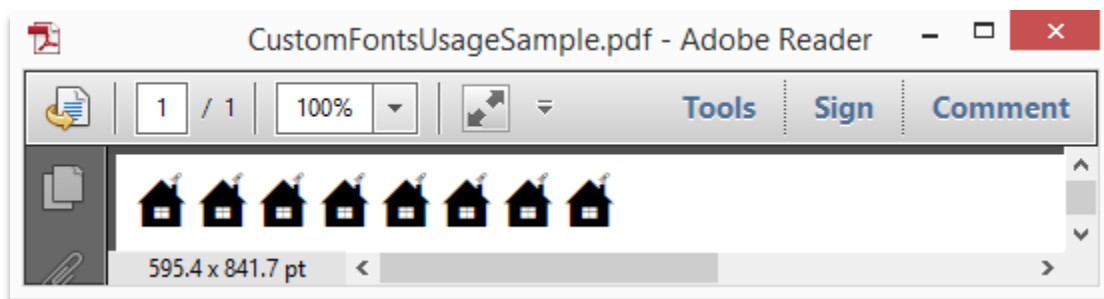 CustomFontsUsageSample.pdf - Adobe Reader
1 / 1 100% Tools Sign Comment
595.4 x 841.7 pt